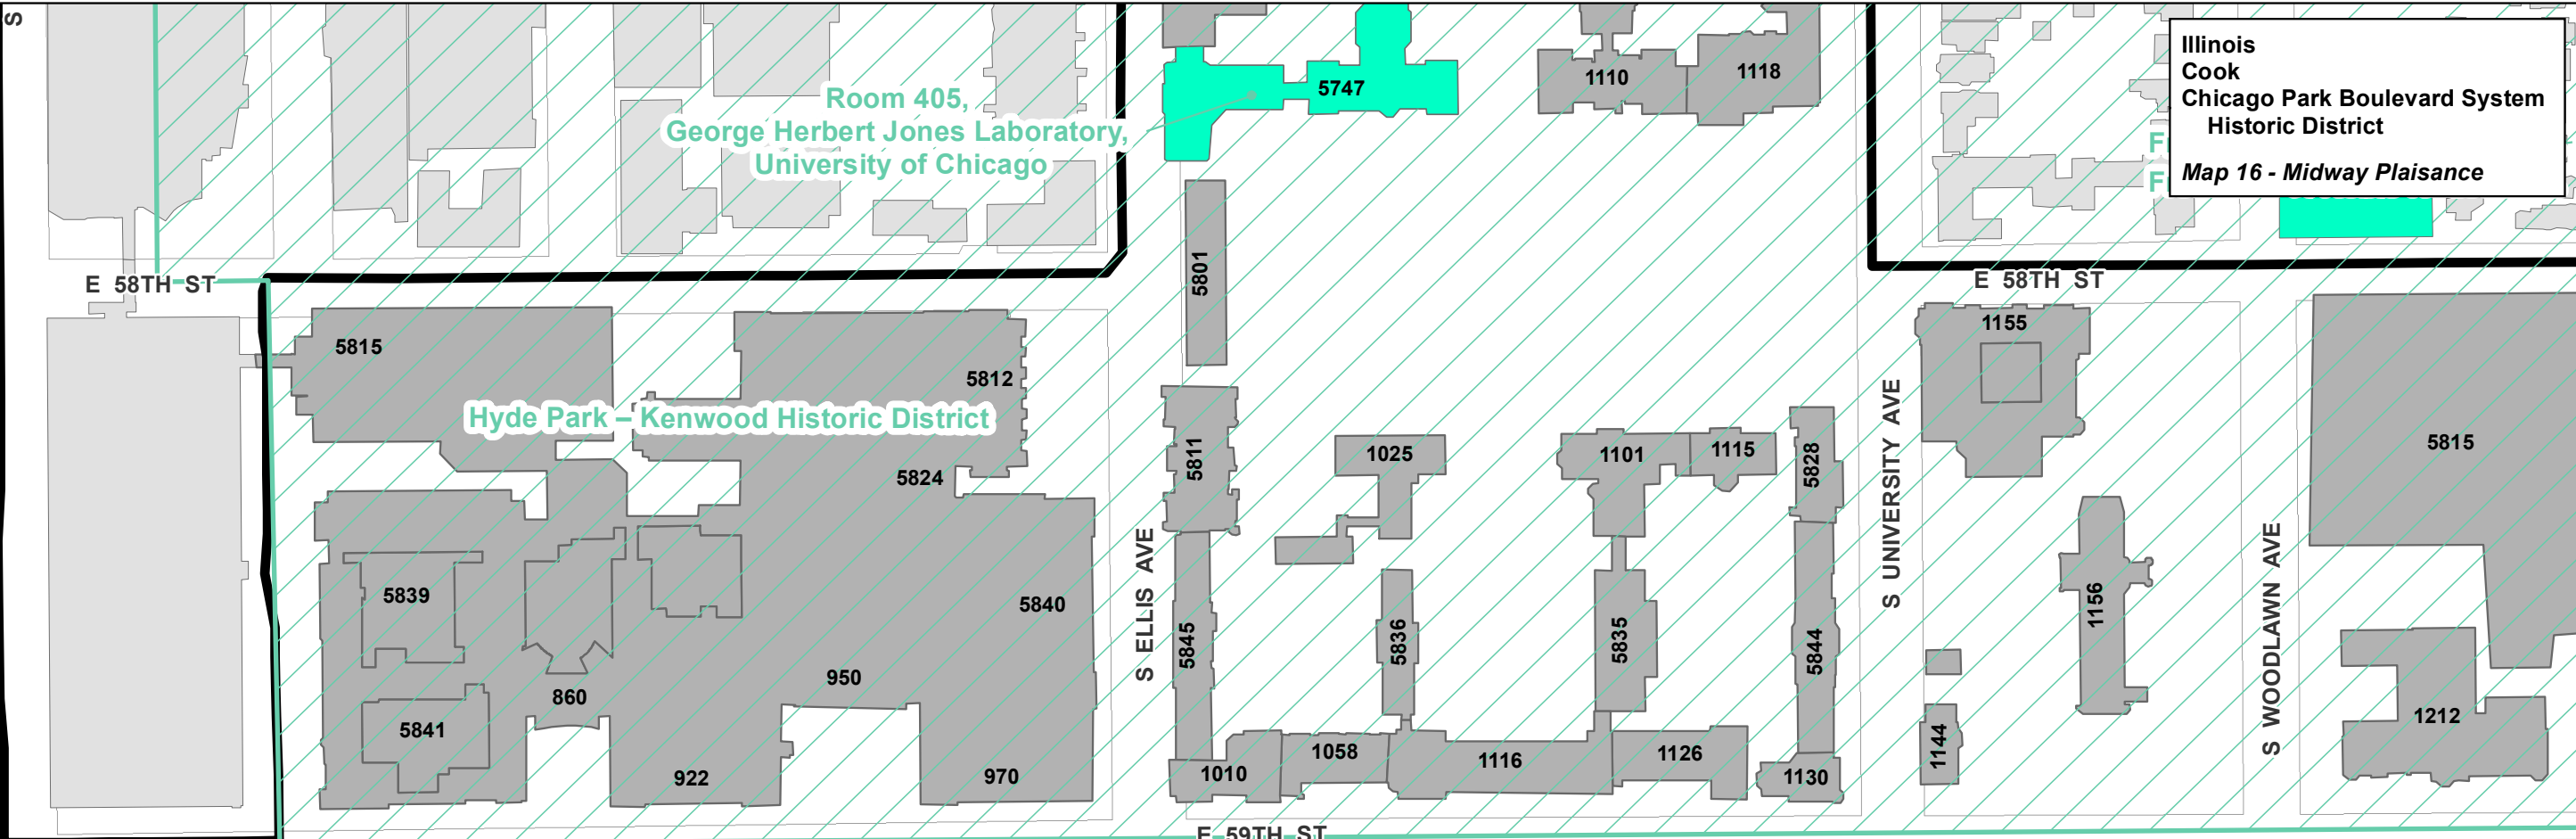 S
Illinois
Cook
Chicago Park Boulevard System
Historic District
Map 16 - Midway Plaisance
Room 405,
George Herbert Jones Laboratory,
University of Chicago
5747
1110
1118
5801
E 58TH ST
E 58TH ST
5815
5812
Hyde Park – Kenwood Historic District
5824
5839
5840
950
860
5841
922
970
S ELLIS AVE
5811
1025
1101
1115
5828
5845
5836
5835
5844
1010
1058
1116
1126
1130
S UNIVERSITY AVE
1155
1156
1144
S WOODLAWN AVE
5815
1212
E 59TH ST